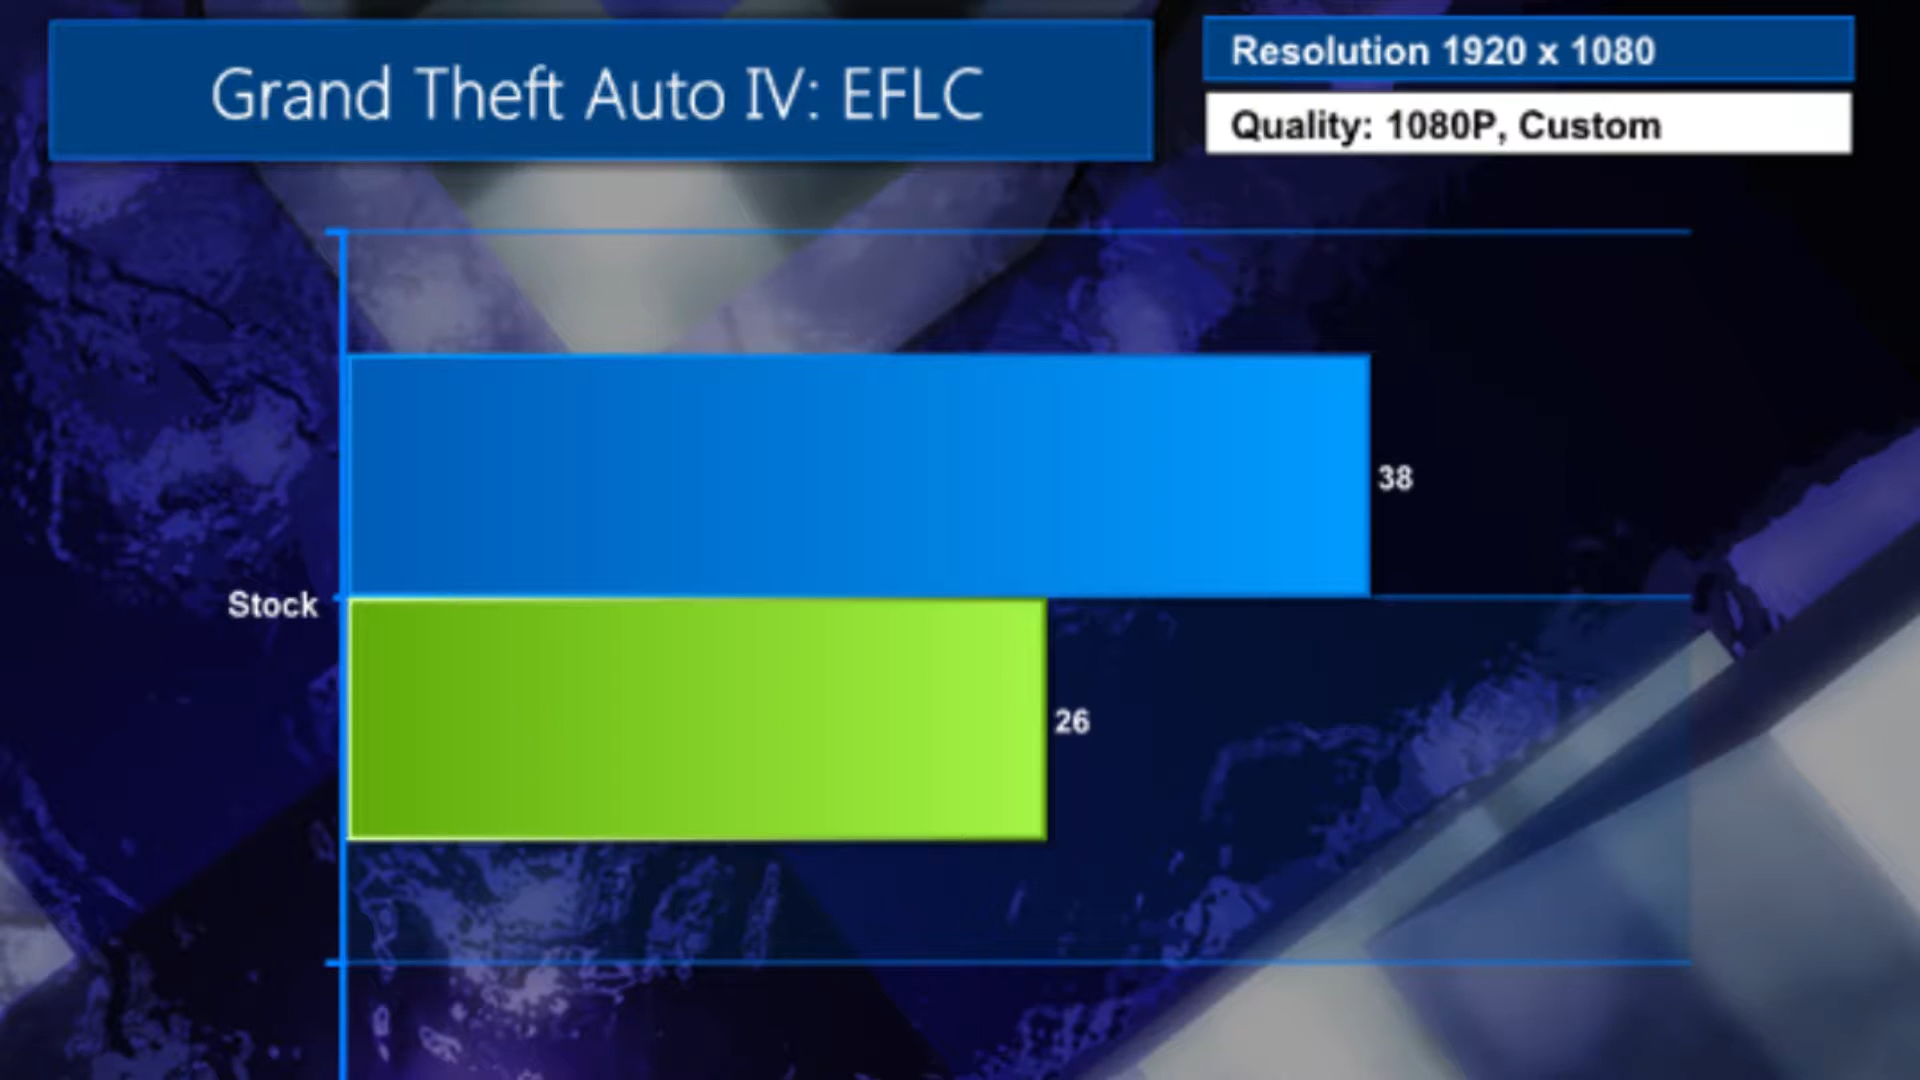 Grand Theft Auto IV: EFLC
Resolution 1920 x 1080
Quality: 1080P, Custom
38
Stock
26